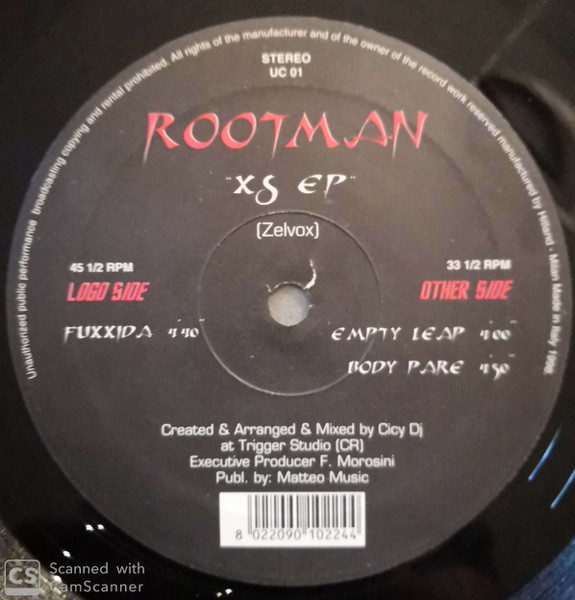 Unauthorized public performance broadcasting copying and rental prohibited. All rights of the manufacturer and of the owner of the record work reserved manufactured by Hitland - Milan Made in Italy 1998
STEREO
UC 01
ROOTMAN
"XS EP"
(Zelvox)
45 1/2 RPM
LOGO SIDE
FUXXIDA 4'40"
33 1/2 RPM
OTHER SIDE
EMPTY LEAP 4'00"
BODY PARE 4'50"
Created & Arranged & Mixed by Cicy Dj
at Trigger Studio (CR)
Executive Producer F. Morosini
Publ. by: Matteo Music
8 022090 102244
CS Scanned with
CamScanner